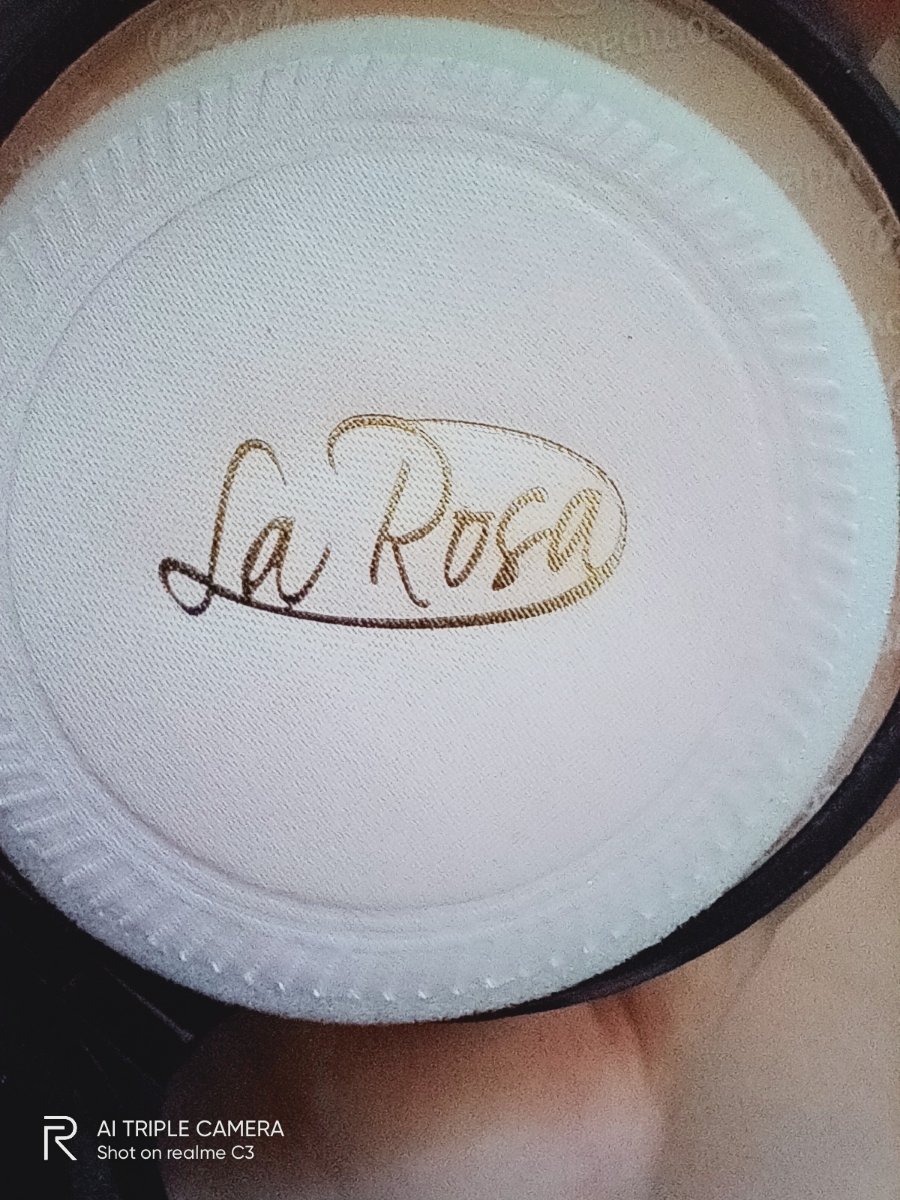 La Rosa
AI TRIPLE CAMERA
Shot on realme C3